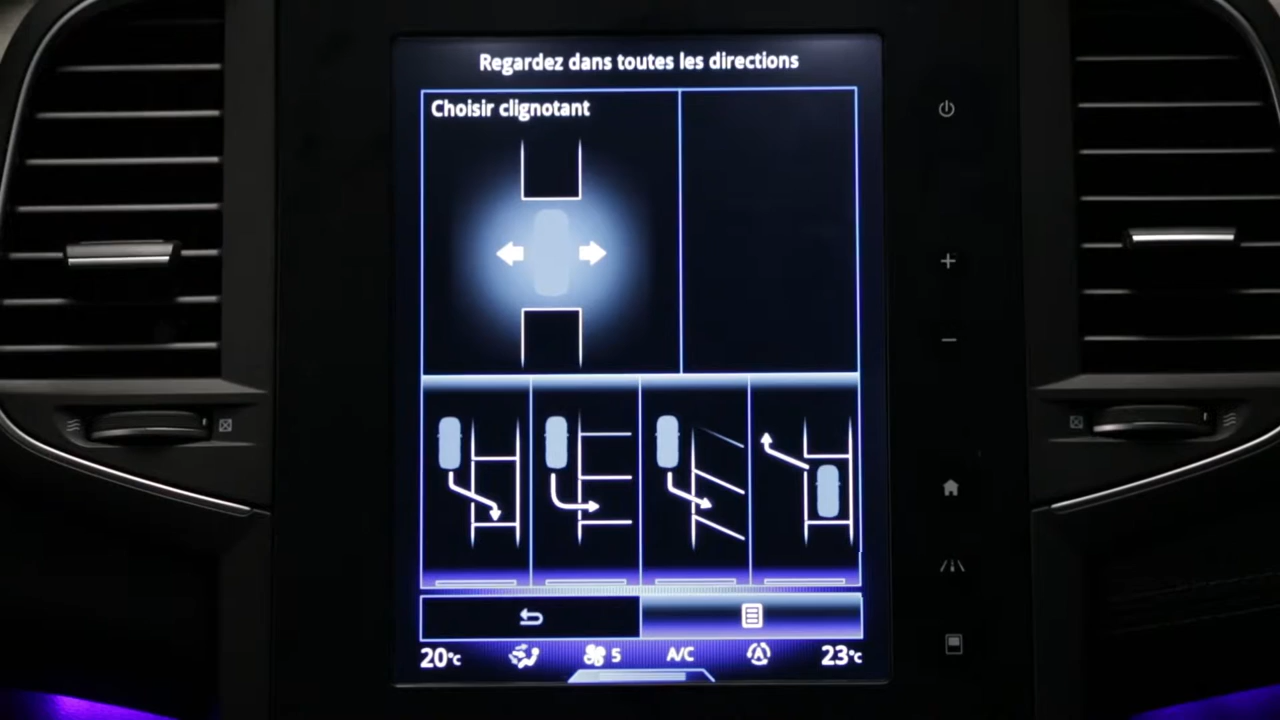 Regardez dans toutes les directions
Choisir clignotant
20°C
5
A/C
A
23°C